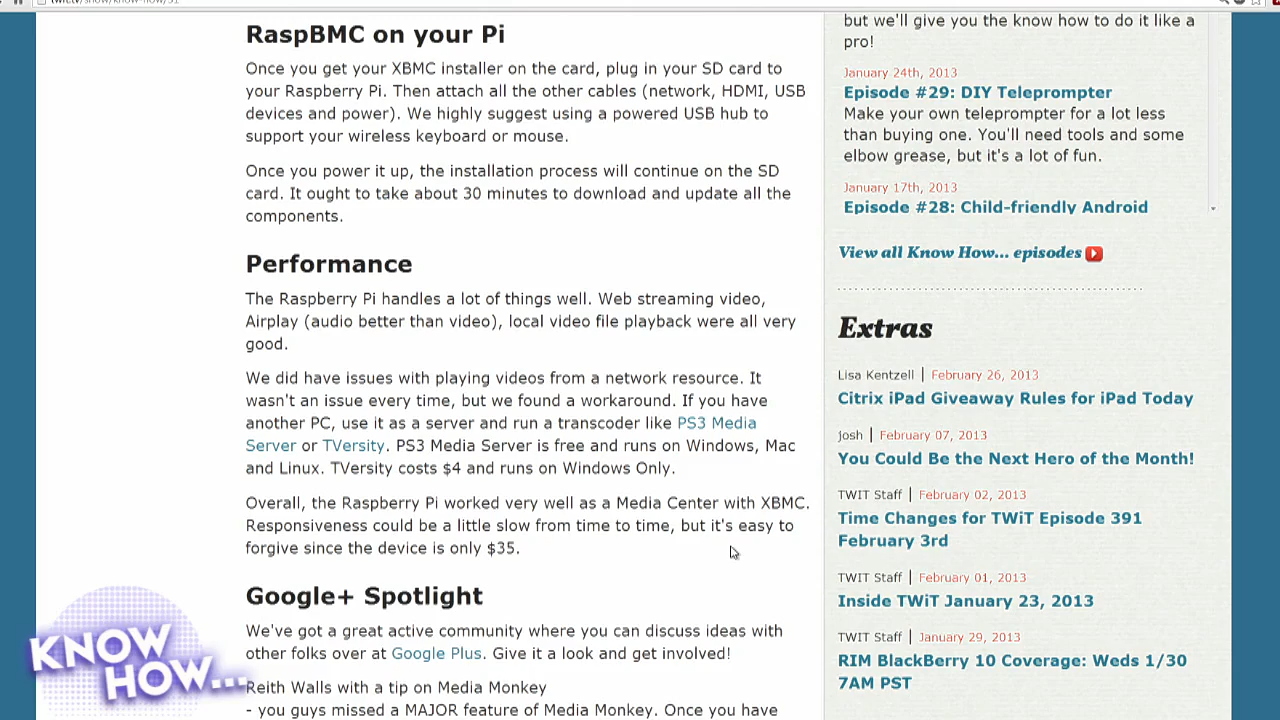 RaspBMC on your Pi
Once you get your XBMC installer on the card, plug in your SD card to
your Raspberry Pi. Then attach all the other cables (network, HDMI, USB
devices and power). We highly suggest using a powered USB hub to
support your wireless keyboard or mouse.
Once you power it up, the installation process will continue on the SD
card. It ought to take about 30 minutes to download and update all the
components.
Performance
The Raspberry Pi handles a lot of things well. Web streaming video,
Airplay (audio better than video), local video file playback were all very
good.
We did have issues with playing videos from a network resource. It
wasn't an issue every time, but we found a workaround. If you have
another PC, use it as a server and run a transcoder like PS3 Media
Server or TVersity. PS3 Media Server is free and runs on Windows, Mac
and Linux. TVersity costs $4 and runs on Windows Only.
Overall, the Raspberry Pi worked very well as a Media Center with XBMC.
Responsiveness could be a little slow from time to time, but it's easy to
forgive since the device is only $35.
Google+ Spotlight
We've got a great active community where you can discuss ideas with
other folks over at Google Plus. Give it a look and get involved!
Reith Walls with a tip on Media Monkey
- you guys missed a MAJOR feature of Media Monkey. Once you have
but we'll give you the know how to do it like a
pro!
January 24th, 2013
Episode #29: DIY Teleprompter
Make your own teleprompter for a lot less
than buying one. You'll need tools and some
elbow grease, but it's a lot of fun.
January 17th, 2013
Episode #28: Child-friendly Android
View all Know How... episodes
Extras
Lisa Kentzell | February 26, 2013
Citrix iPad Giveaway Rules for iPad Today
josh | February 07, 2013
You Could Be the Next Hero of the Month!
TWIT Staff | February 02, 2013
Time Changes for TWiT Episode 391
February 3rd
TWIT Staff | February 01, 2013
Inside TWiT January 23, 2013
TWIT Staff | January 29, 2013
RIM BlackBerry 10 Coverage: Weds 1/30
7AM PST
KNOW
HOW...